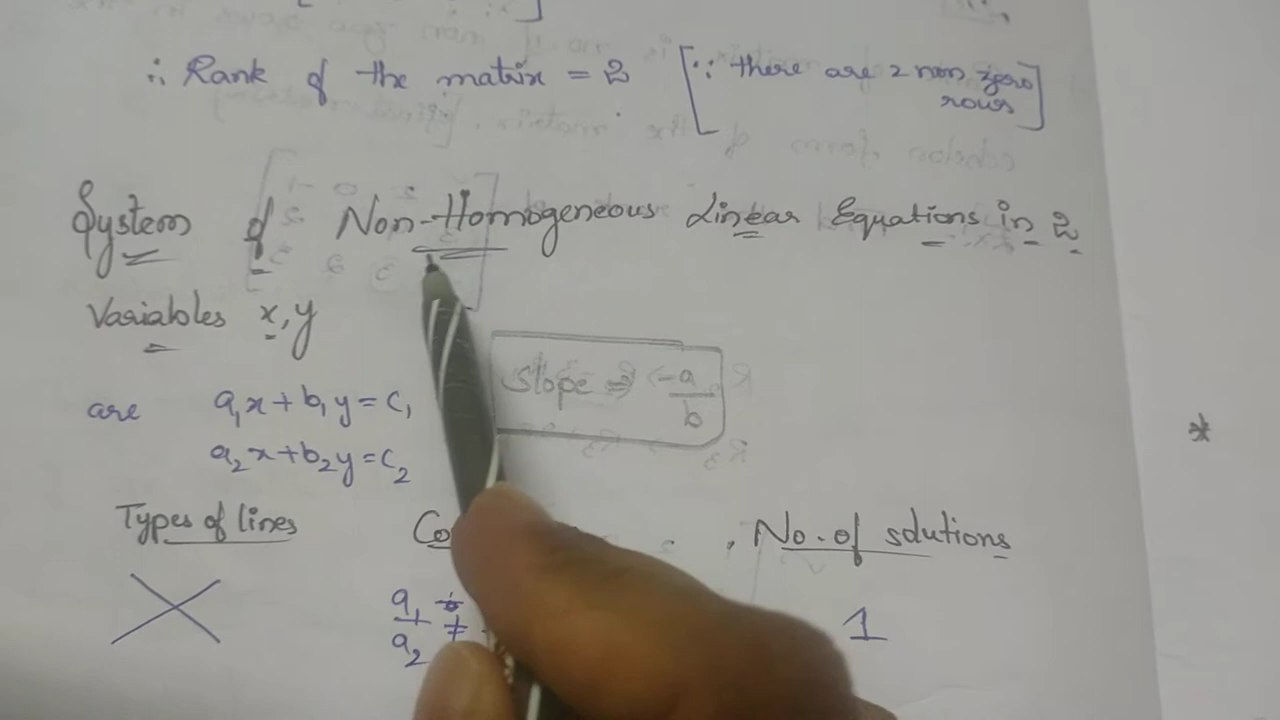 ∴ Rank of the matrix = 2 [∵ there are 2 non zero
rows]
System of Non-Homogeneous Linear Equations in 2
Variables x, y
Slope ⇒ -a/b
are a₁x + b₁y = c₁
a₂x + b₂y = c₂
Types of lines No. of solutions
a₁/a₂ ≠ 1